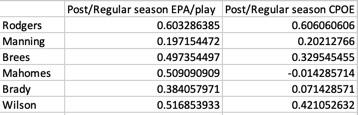 Post/Regular season EPA/play Post/Regular season CPOE
Rodgers 0.603286385 0.606060606
Manning 0.197154472 0.20212766
Brees 0.497354497 0.329545455
Mahomes 0.509090909 -0.014285714
Brady 0.384057971 0.071428571
Wilson 0.516853933 0.421052632